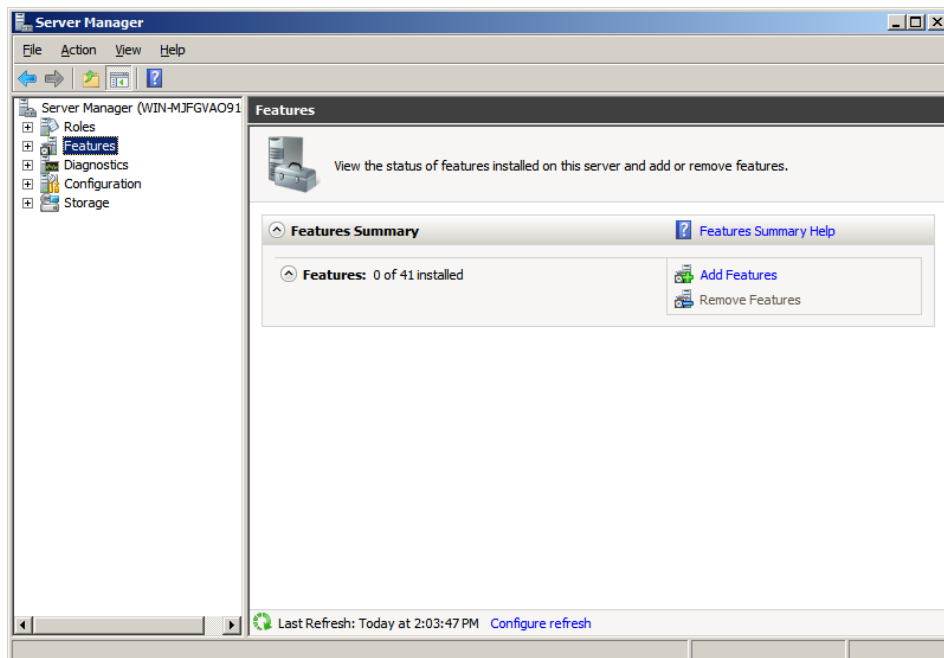 Server Manager
File Action View Help
Server Manager (WIN-MJFGVAO91
Roles
Features
Diagnostics
Configuration
Storage
Features
View the status of features installed on this server and add or remove features.
Features Summary
Features Summary Help
Features: 0 of 41 installed
Add Features
Remove Features
Last Refresh: Today at 2:03:47 PM Configure refresh